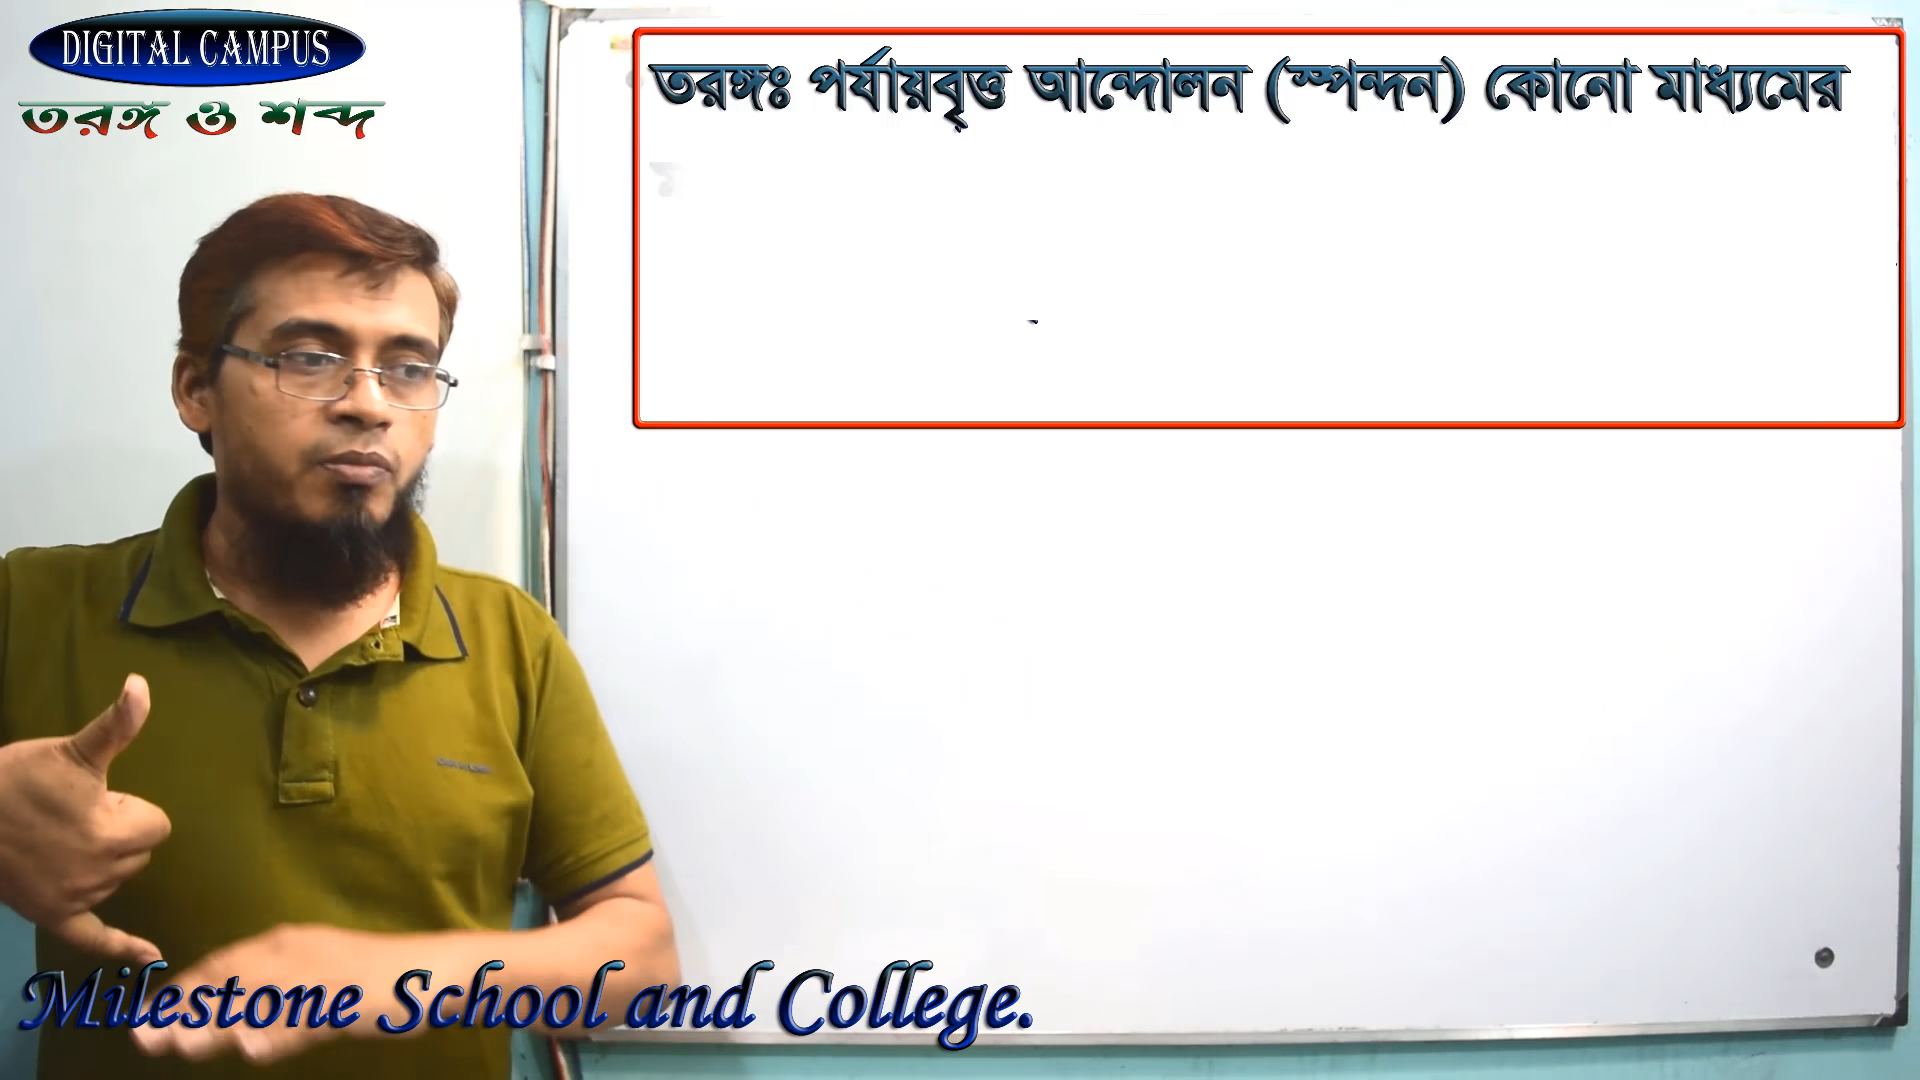 DIGITAL CAMPUS
তরঙ্গ ও শব্দ
তরঙ্গঃ পর্যায়বৃত্ত আন্দোলন (স্পন্দন) কোনো মাধ্যমের
Milestone School and College.